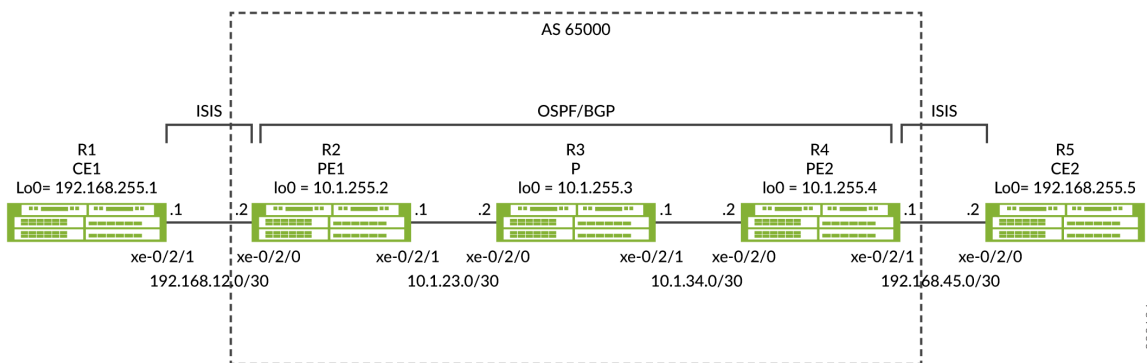 AS 65000
ISIS
OSPF/BGP
ISIS
R1
CE1
Lo0= 192.168.255.1
R2
PE1
lo0 = 10.1.255.2
R3
P
lo0 = 10.1.255.3
R4
PE2
lo0 = 10.1.255.4
R5
CE2
Lo0= 192.168.255.5
.1
.2
.1
.2
.1
.2
.1
.2
xe-0/2/1
xe-0/2/0
xe-0/2/1
xe-0/2/0
xe-0/2/1
xe-0/2/0
xe-0/2/1
xe-0/2/0
192.168.12.0/30
10.1.23.0/30
10.1.34.0/30
192.168.45.0/30